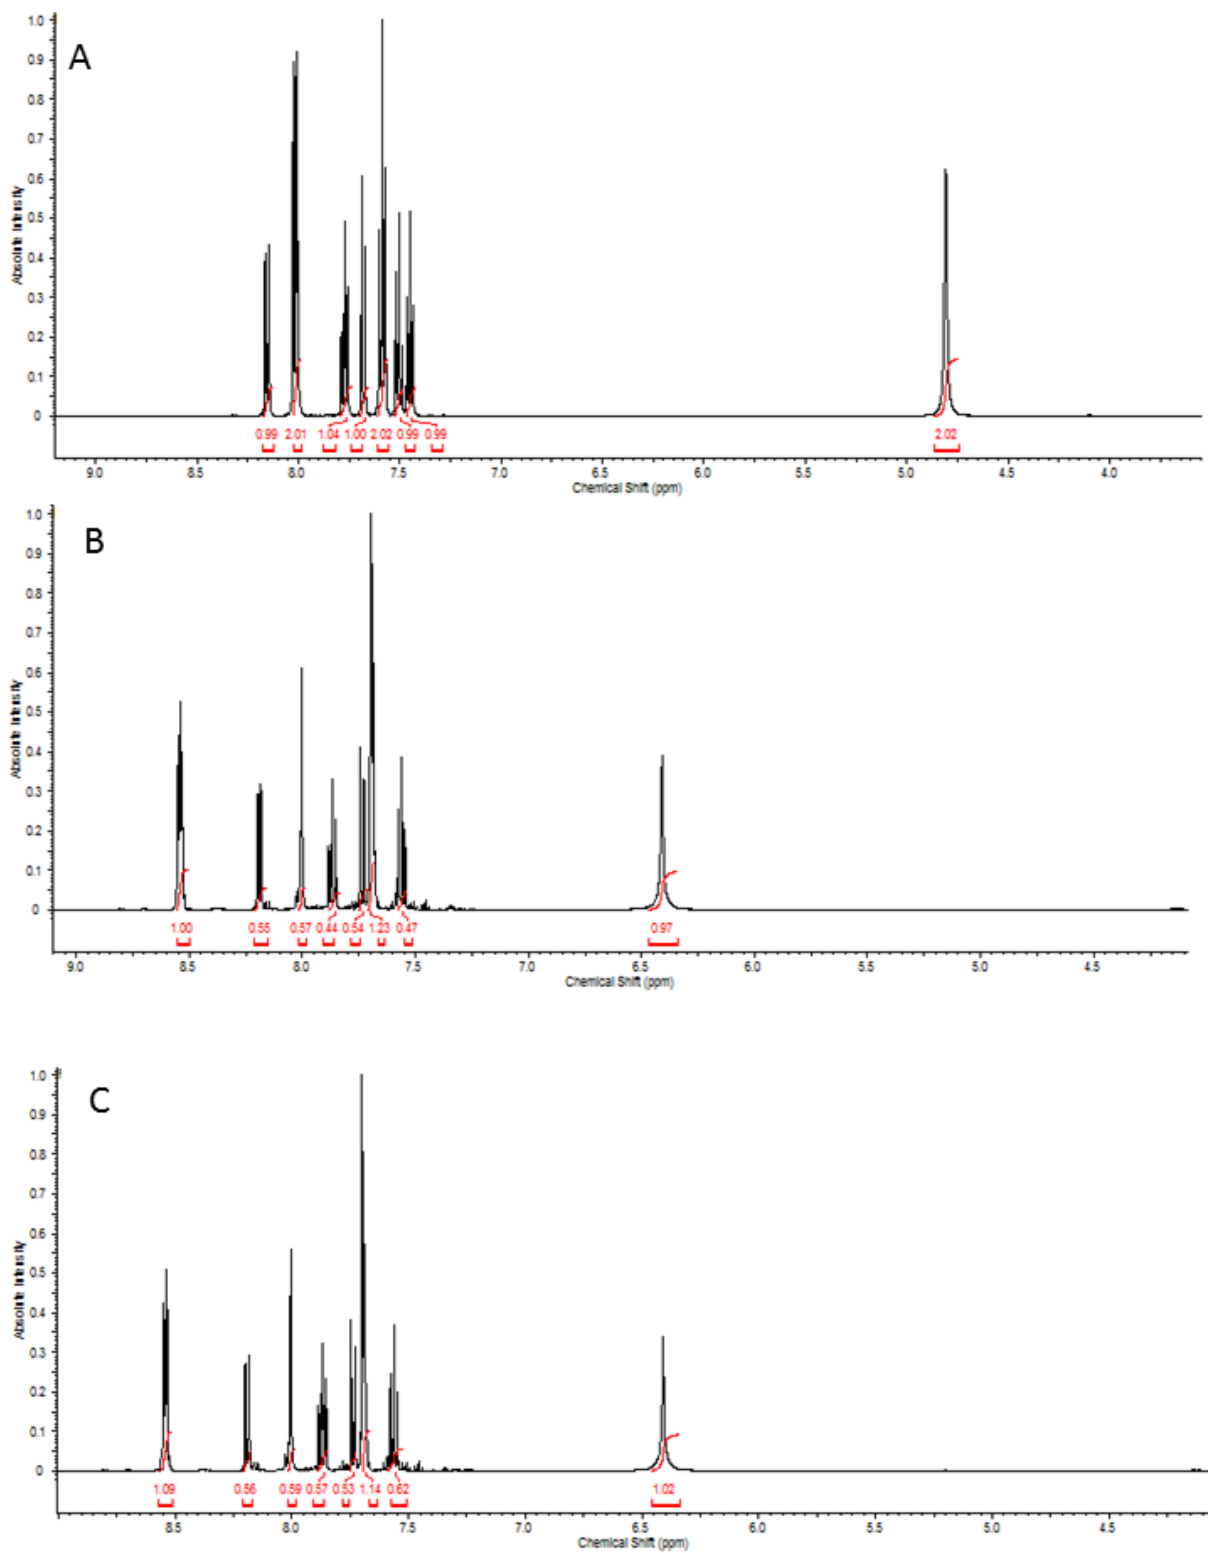 A
Absolute Intensity
1.0
0.9
0.8
0.7
0.6
0.5
0.4
0.3
0.2
0.1
0
0.99 2.01 1.04 1.00 2.02 0.99 0.99 2.02
9.0 8.5 8.0 7.5 7.0 6.5 6.0 5.5 5.0 4.5 4.0
Chemical Shift (ppm)
B
Absolute Intensity
1.0
0.9
0.8
0.7
0.6
0.5
0.4
0.3
0.2
0.1
0
1.00 0.55 0.57 0.44 0.54 1.23 0.47 0.97
9.0 8.5 8.0 7.5 7.0 6.5 6.0 5.5 5.0 4.5
Chemical Shift (ppm)
C
Absolute Intensity
1.0
0.9
0.8
0.7
0.6
0.5
0.4
0.3
0.2
0.1
0
1.09 0.56 0.59 0.57 0.53 1.14 0.62 1.02
8.5 8.0 7.5 7.0 6.5 6.0 5.5 5.0 4.5
Chemical Shift (ppm)